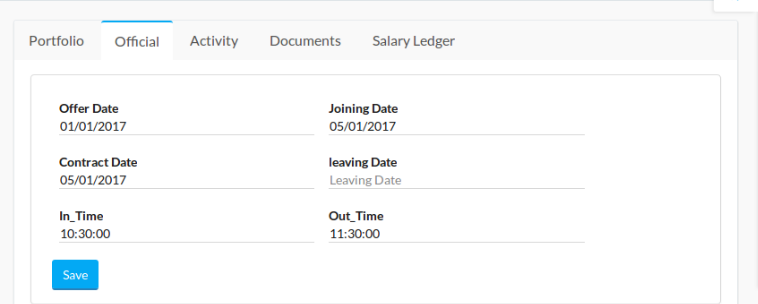 Portfolio Official Activity Documents Salary Ledger
Offer Date Joining Date
01/01/2017 05/01/2017
Contract Date leaving Date
05/01/2017 Leaving Date
In_Time Out_Time
10:30:00 11:30:00
Save